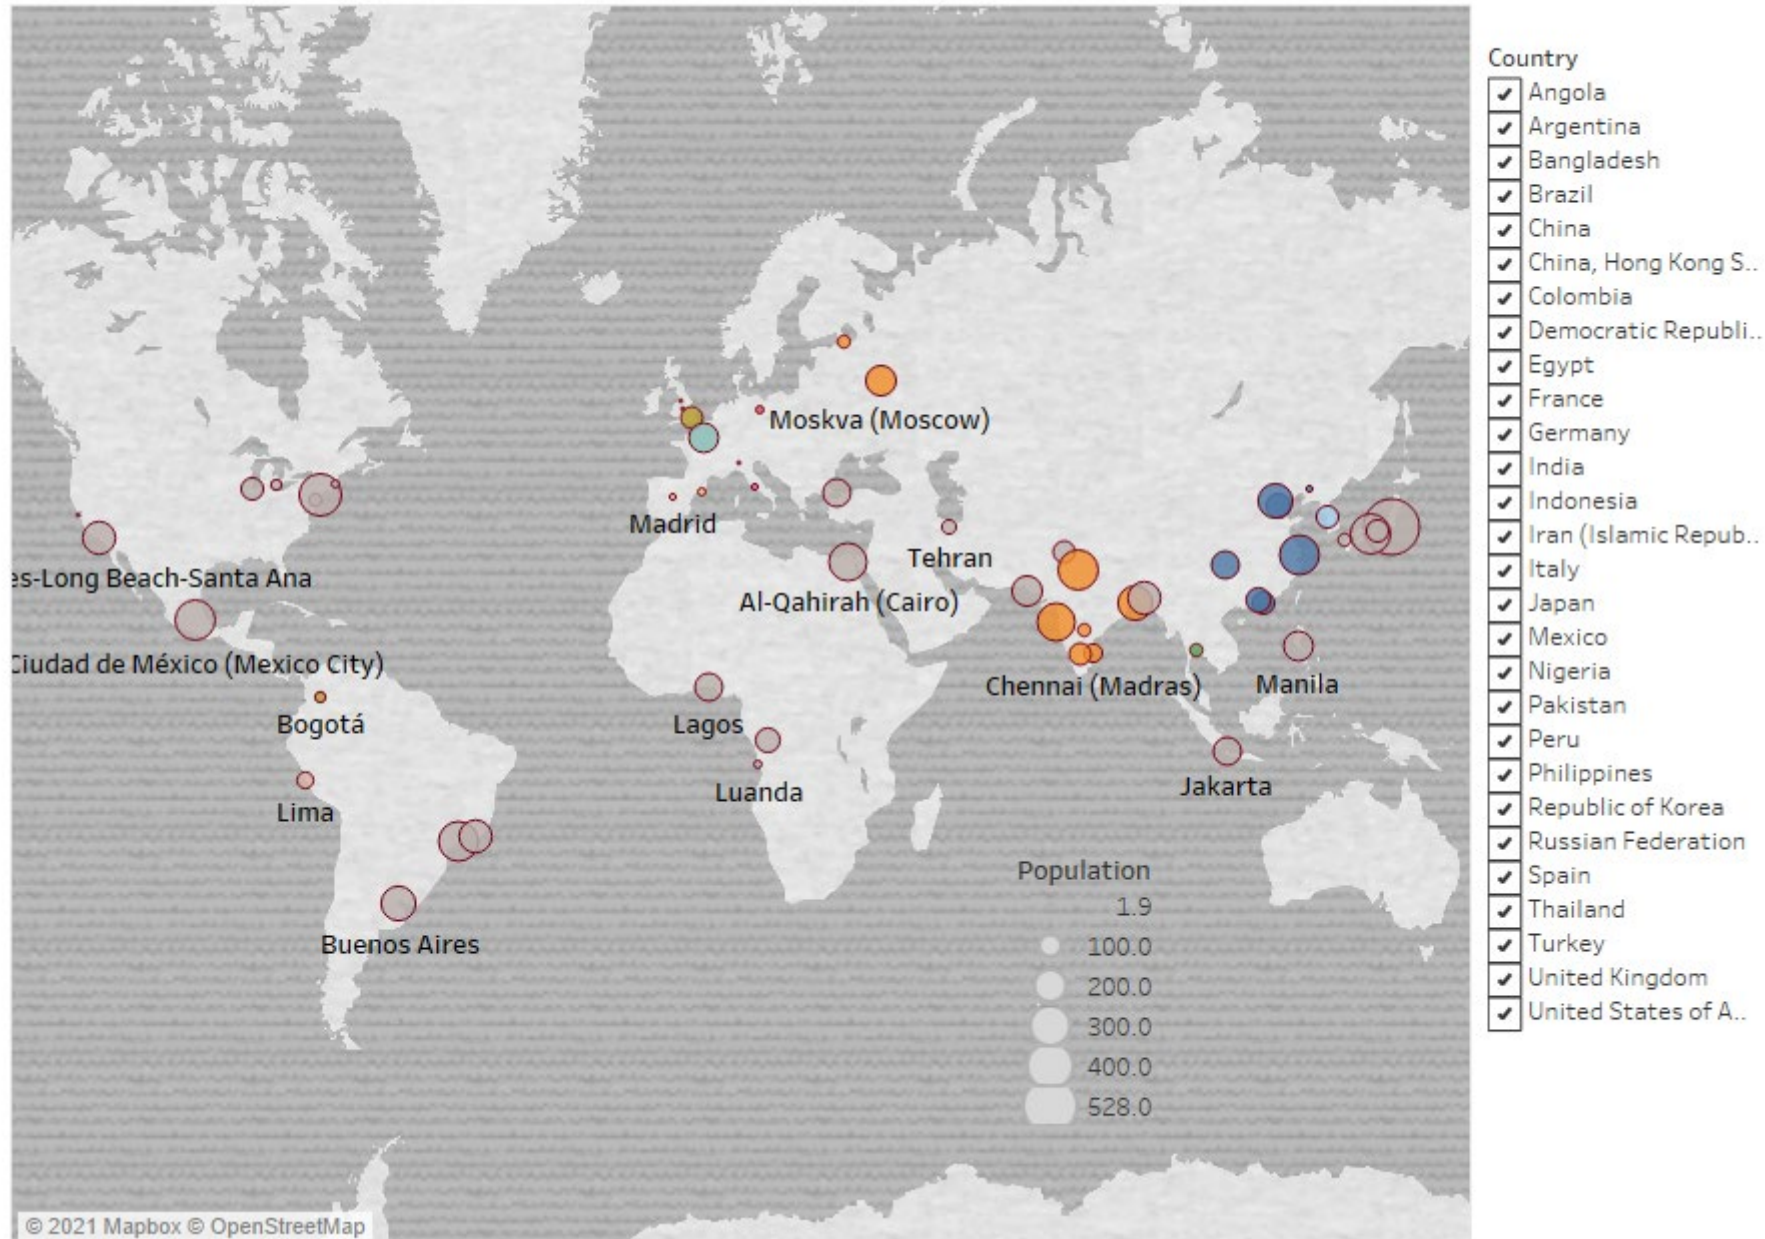 Moskva (Moscow)
Madrid
Tehran
es-Long Beach-Santa Ana
Al-Qahirah (Cairo)
Ciudad de México (Mexico City)
Chennai (Madras)
Manila
Bogotá
Lagos
Luanda
Jakarta
Lima
Buenos Aires
Population
1.9
100.0
200.0
300.0
400.0
528.0
© 2021 Mapbox © OpenStreetMap
Country
Angola
Argentina
Bangladesh
Brazil
China
China, Hong Kong S..
Colombia
Democratic Republi..
Egypt
France
Germany
India
Indonesia
Iran (Islamic Repub..
Italy
Japan
Mexico
Nigeria
Pakistan
Peru
Philippines
Republic of Korea
Russian Federation
Spain
Thailand
Turkey
United Kingdom
United States of A..